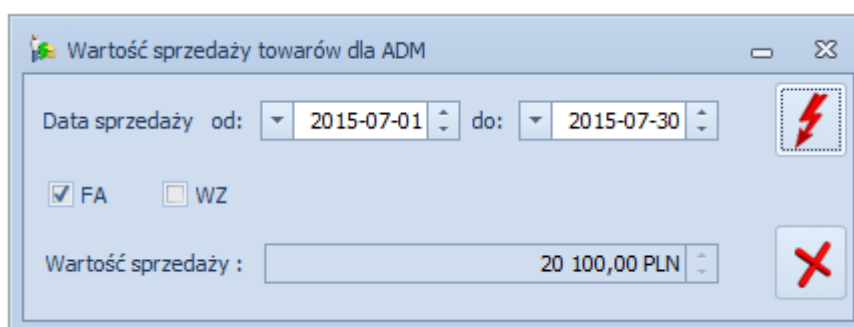 Wartość sprzedaży towarów dla ADM
Data sprzedaży od: 2015-07-01 do: 2015-07-30
FA WZ
Wartość sprzedaży : 20 100,00 PLN